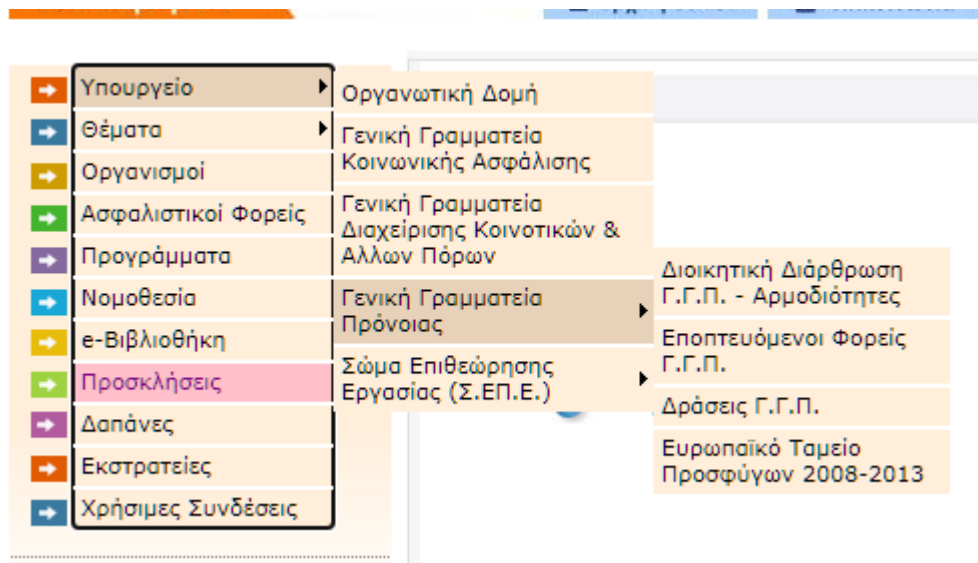 Υπουργείο
Θέματα
Οργανισμοί
Ασφαλιστικοί Φορείς
Προγράμματα
Νομοθεσία
e-Βιβλιοθήκη
Προσκλήσεις
Δαπάνες
Εκστρατείες
Χρήσιμες Συνδέσεις
Οργανωτική Δομή
Γενική Γραμματεία
Κοινωνικής Ασφάλισης
Γενική Γραμματεία
Διαχείρισης Κοινοτικών &
Αλλων Πόρων
Γενική Γραμματεία
Πρόνοιας
Σώμα Επιθεώρησης
Εργασίας (Σ.ΕΠ.Ε.)
Διοικητική Διάρθρωση
Γ.Γ.Π. - Αρμοδιότητες
Εποπτευόμενοι Φορείς
Γ.Γ.Π.
Δράσεις Γ.Γ.Π.
Ευρωπαϊκό Ταμείο
Προσφύγων 2008-2013